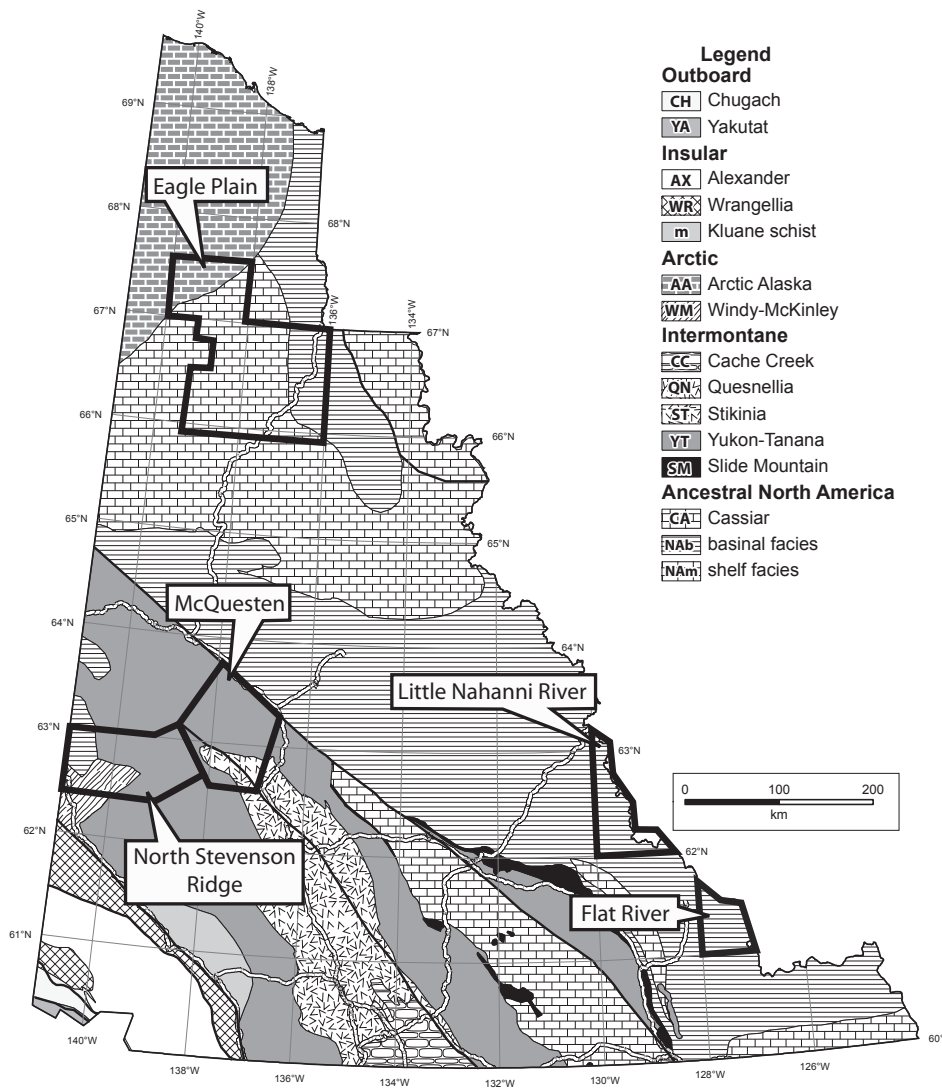 140°W
138°W
69°N
Eagle Plain
68°N
68°N
67°N
136°W
134°W
67°N
66°N
66°N
65°N
65°N
McQuesten
64°N
64°N
Little Nahanni River
63°N
63°N
0 100 200
km
62°N
62°N
North Stevenson
Ridge
Flat River
61°N
60°
140°W
138°W
136°W
134°W
132°W
130°W
128°W
126°W
Legend
Outboard
CH Chugach
YA Yakutat
Insular
AX Alexander
WR Wrangellia
m Kluane schist
Arctic
AA Arctic Alaska
WM Windy-McKinley
Intermontane
CC Cache Creek
QN Quesnellia
ST Stikinia
YT Yukon-Tanana
SM Slide Mountain
Ancestral North America
CA Cassiar
NAb basinal facies
NAm shelf facies